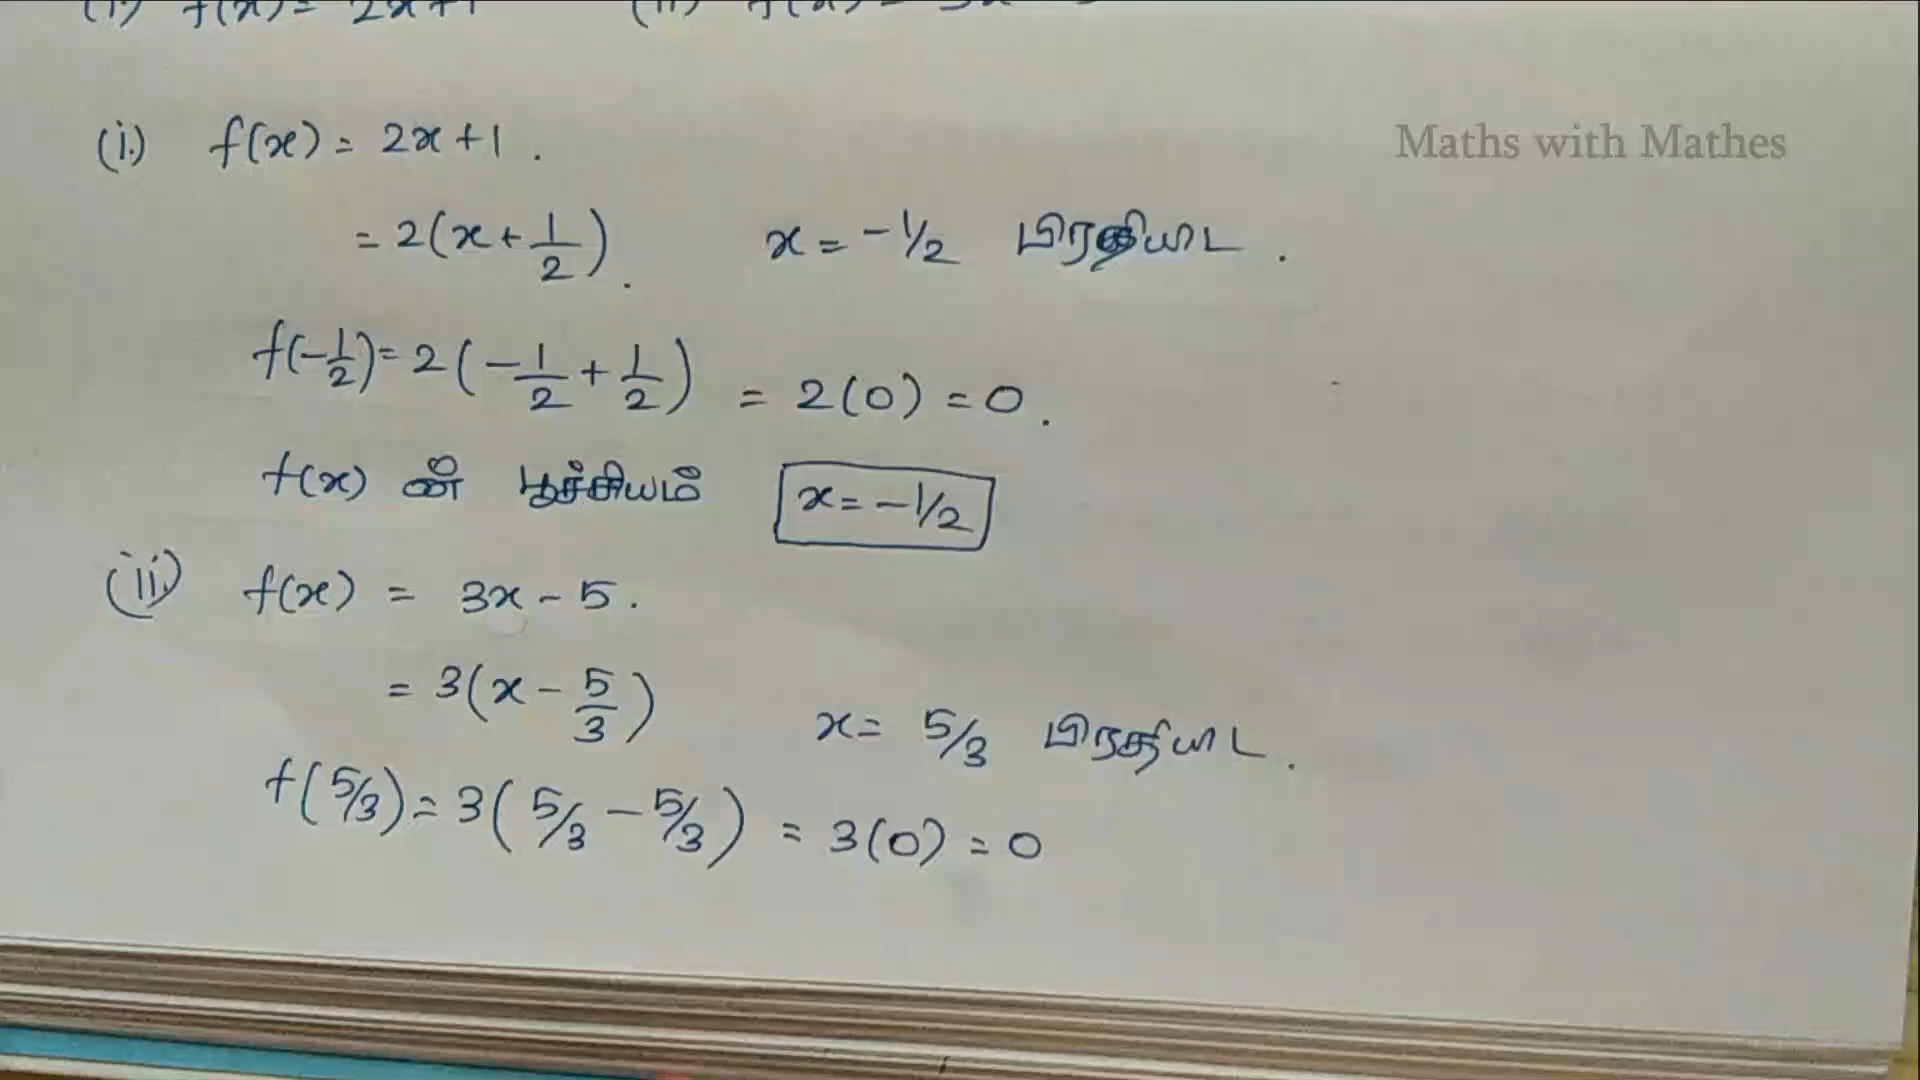 (i) f(x) = 2x+1
(i) f(x) = 2x+1.
Maths with Mathes
= 2(x + 1/2). x = -1/2 பிரதியிட.
f(-1/2) = 2(-1/2 + 1/2) = 2(0) = 0.
f(x) ன் பூச்சியம் x = -1/2
(ii) f(x) = 3x - 5.
= 3(x - 5/3) x = 5/3 பிரதியிட.
f(5/3) = 3(5/3 - 5/3) = 3(0) = 0